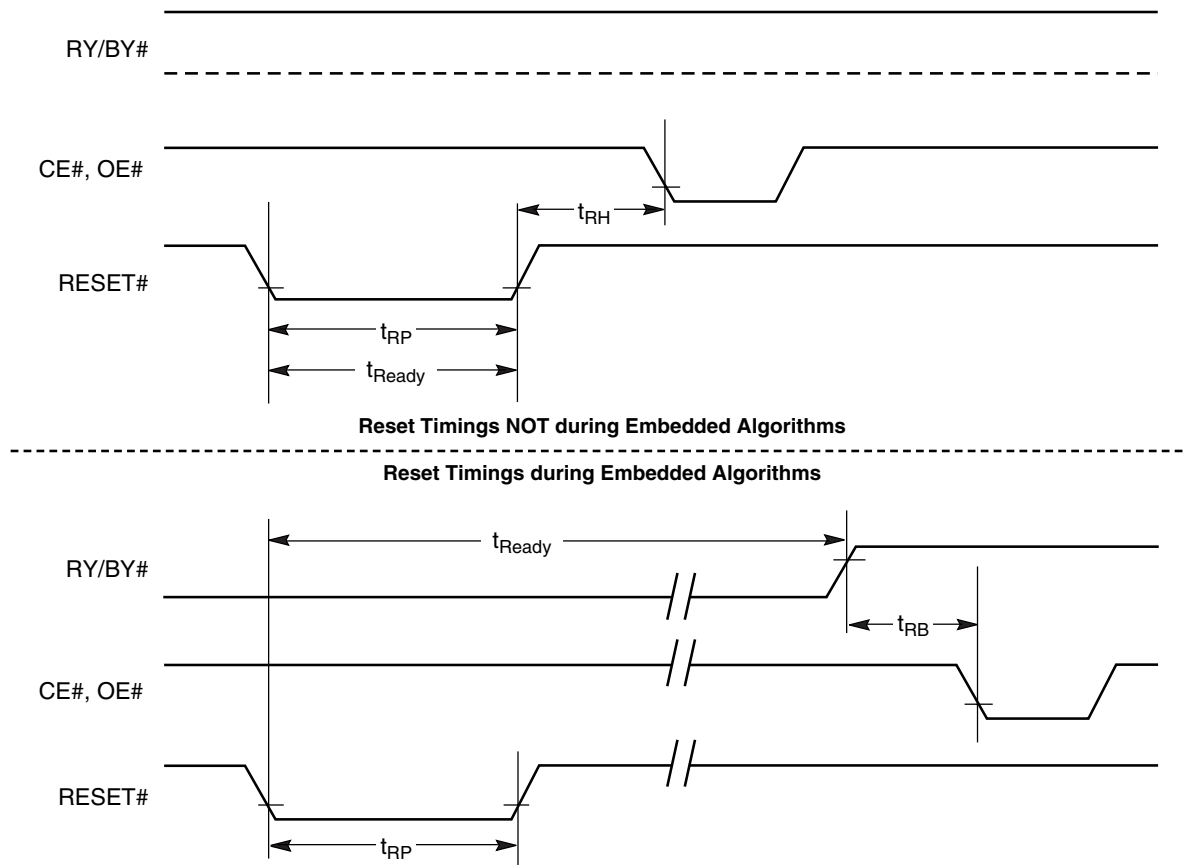 RY/BY#
CE#, OE#
tRH
RESET#
tRP
tReady
Reset Timings NOT during Embedded Algorithms
Reset Timings during Embedded Algorithms
tReady
RY/BY#
tRB
CE#, OE#
RESET#
tRP